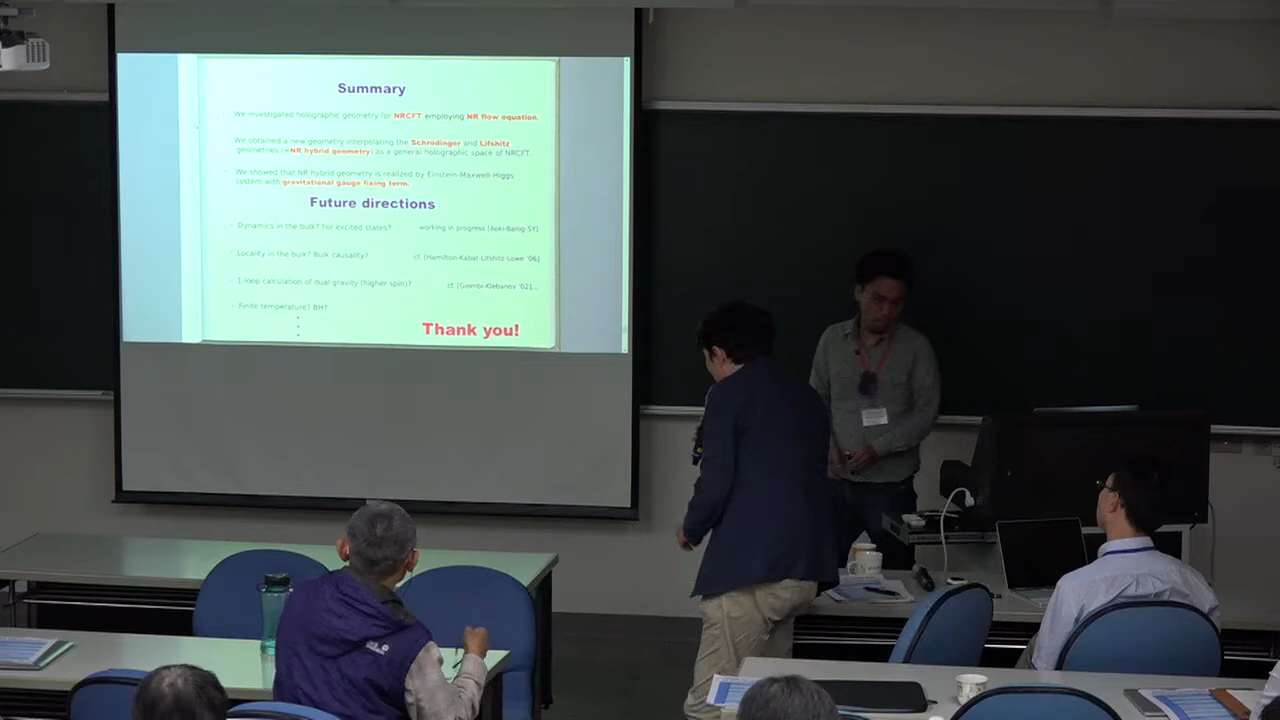 Summary
We investigated holographic geometry for NRCFT employing NR flow equation.
We obtained a new geometry interpolating the Schrodinger and Lifshitz
geometries (=NR hybrid geometry) as a general holographic space of NRCFT.
We showed that NR hybrid geometry is realized by Einstein-Maxwell-Higgs
system with gravitational gauge fixing term.
Future directions
Dynamics in the bulk? For excited states? working in progress [Aoki-Balog-SY]
Locality in the bulk? Bulk causality? cf. [Hamilton-Kabat-Lifshitz-Lowe '06]
1-loop calculation of dual gravity (higher spin)? cf. [Giombi-Klebanov '02]...
Finite temperature? BH?
Thank you!